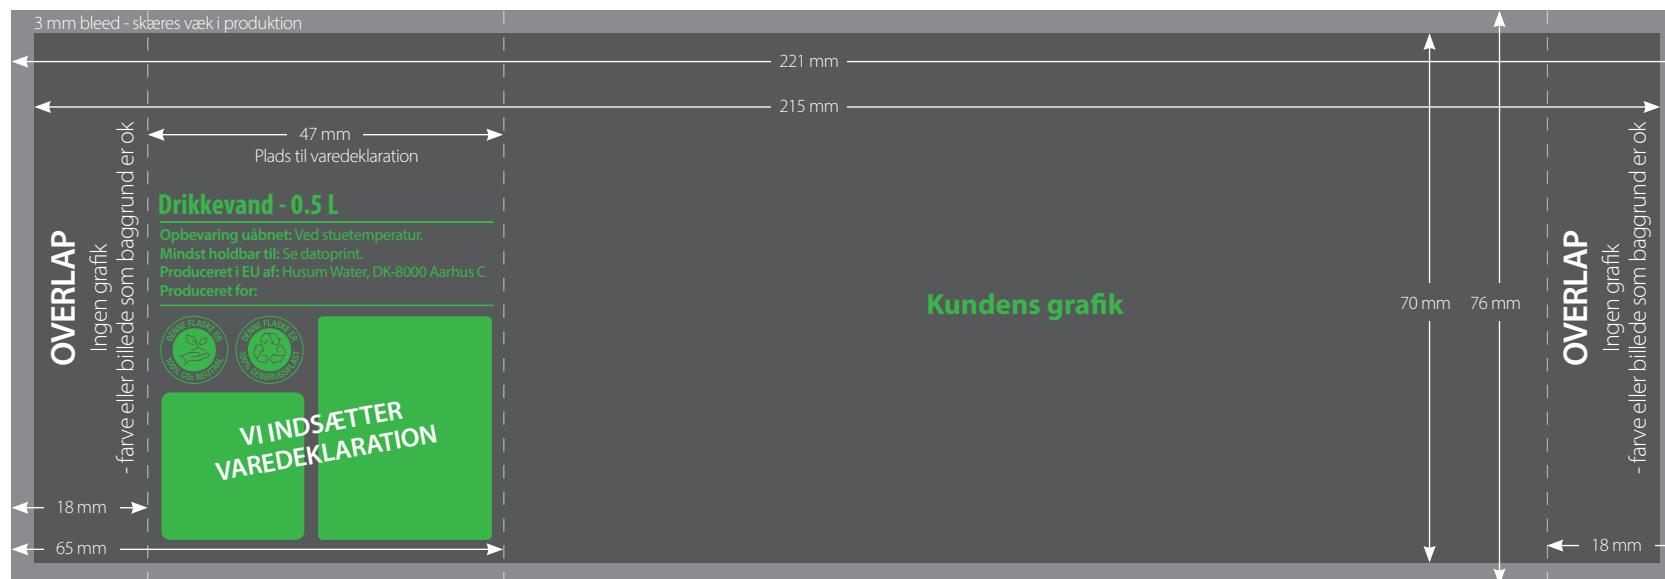 3 mm bleed - skæres væk i produktion
221 mm
215 mm
47 mm
Plads til varedeklaration
OVERLAP
Ingen grafik
- farve eller billede som baggrund er ok
Drikkevand - 0.5 L
Opbevaring uåbnet: Ved stuetemperatur.
Mindst holdbar til: Se datoprint.
Produceret i EU af: Husum Water, DK-8000 Aarhus C
Produceret for:
DENNE FLASKE ER
100% CO₂ NEUTRAL
DENNE FLASKE ER
100% GENBRUGSPLAST
VI INDSÆTTER
VAREDEKLARATION
18 mm
65 mm
Kundens grafik
70 mm
76 mm
OVERLAP
Ingen grafik
- farve eller billede som baggrund er ok
18 mm